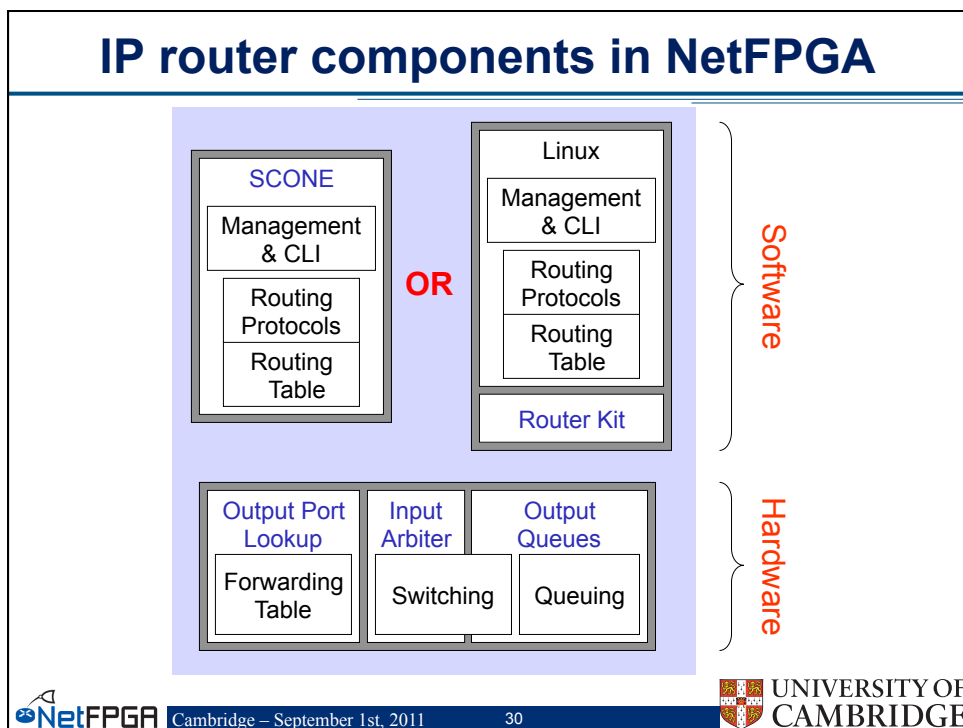 IP router components in NetFPGA
SCONE
Management
& CLI
Routing
Protocols
Routing
Table
OR
Linux
Management
& CLI
Routing
Protocols
Routing
Table
Router Kit
Software
Output Port
Lookup
Forwarding
Table
Input
Arbiter
Switching
Output
Queues
Queuing
Hardware
NetFPGA
Cambridge – September 1st, 2011
30
UNIVERSITY OF
CAMBRIDGE